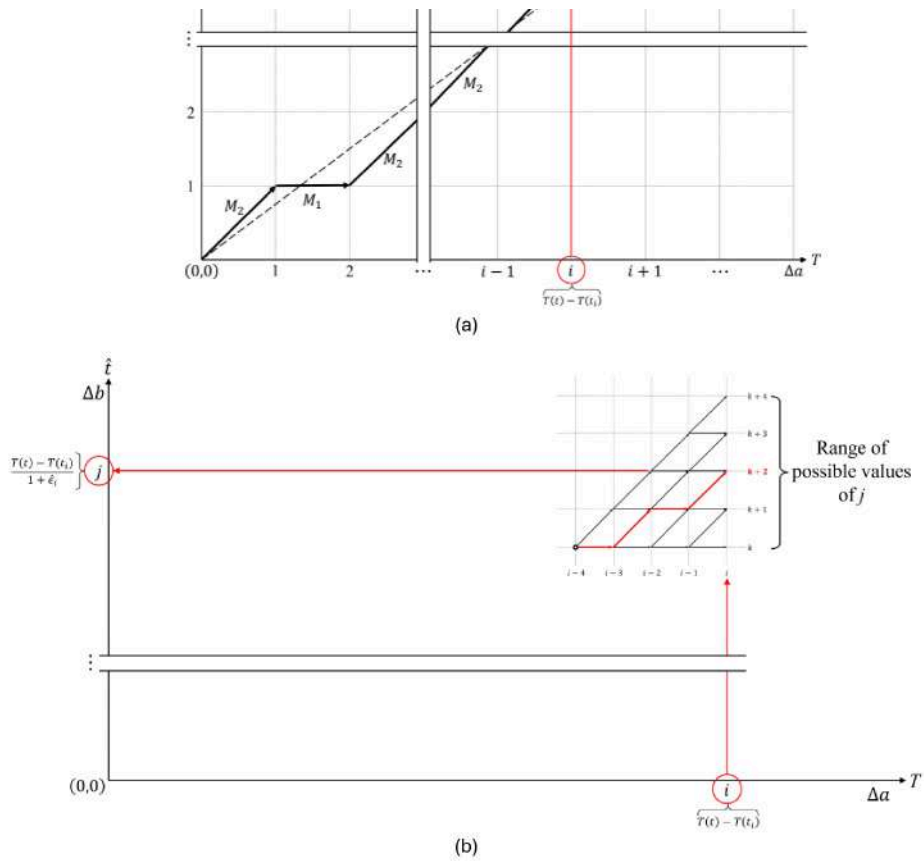 ⋮
M₂
2
M₂
1
M₂
M₁
(0,0) 1 2 ⋯ i − 1 i i + 1 ⋯ Δa T
T(t) − T(tᵢ)
(a)
t̂
Δb
k + 4
k + 3
Range of
possible values
of j
T(t) − T(tᵢ)
1 + ε̂ᵢ
j
k + 2
k + 1
k
i − 4 i − 3 i − 2 i − 1 i
⋮
(0,0) i Δa T
T(t) − T(tᵢ)
(b)